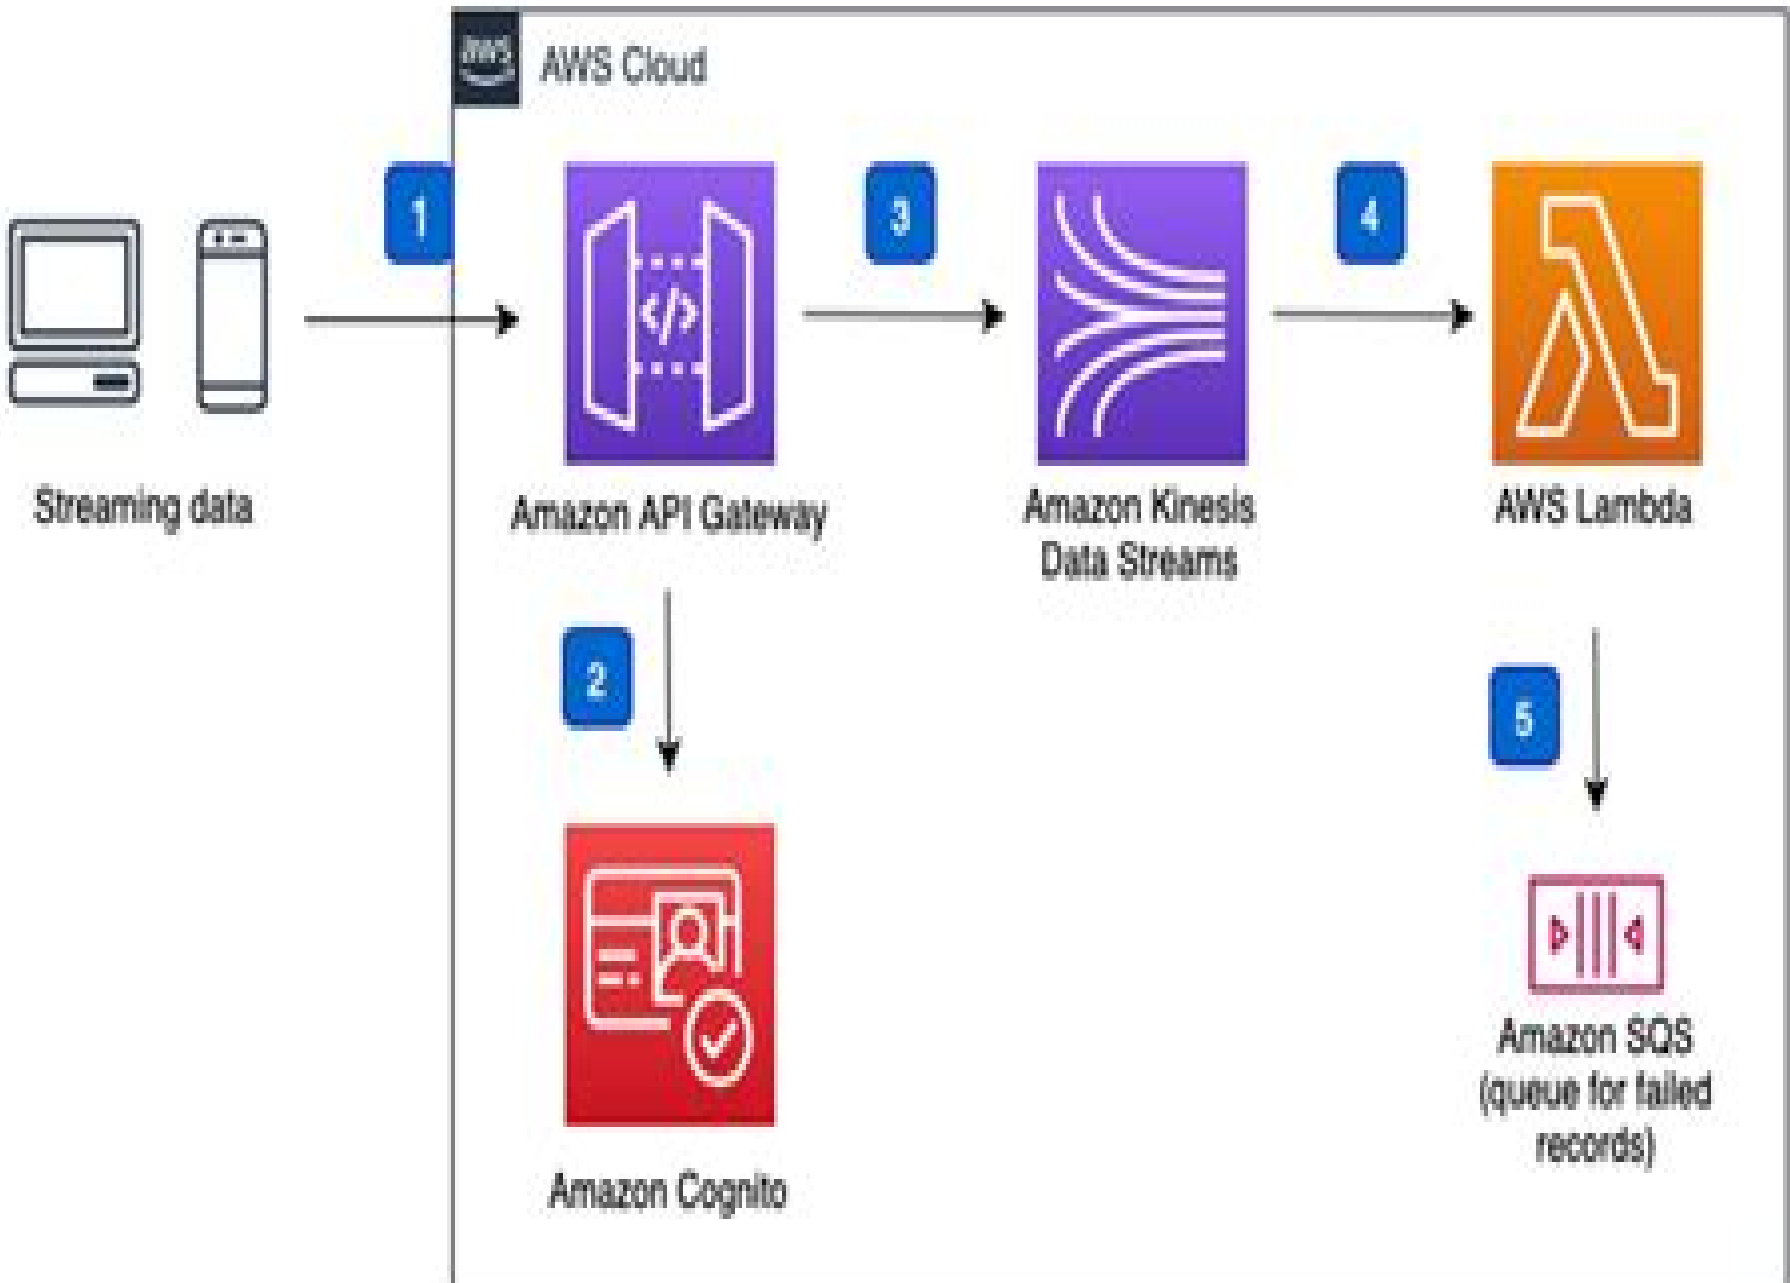 aws
AWS Cloud
1
3
4
Streaming data
Amazon API Gateway
Amazon Kinesis
Data Streams
AWS Lambda
2
5
Amazon Cognito
Amazon SQS
(queue for failed
records)